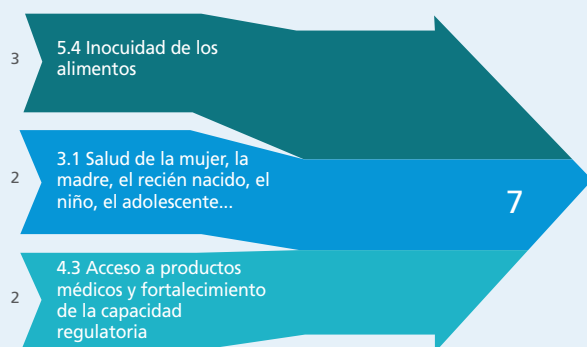 3
5.4 Inocuidad de los
alimentos
2
3.1 Salud de la mujer, la
madre, el recién nacido, el
niño, el adolescente...
7
2
4.3 Acceso a productos
médicos y fortalecimiento
de la capacidad
regulatoria